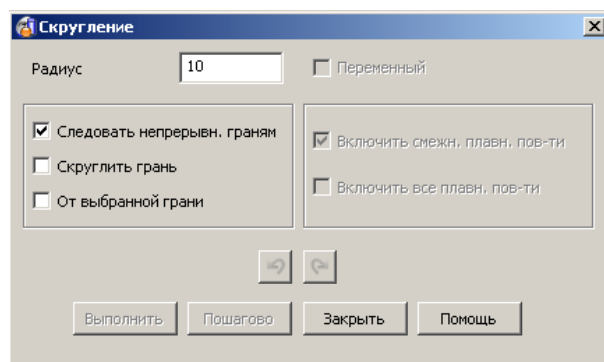 Скругление
Радиус 10 Переменный
Следовать непрерывн. граням
Скруглить грань
От выбранной грани
Включить смежн. плавн. пов-ти
Включить все плавн. пов-ти
Выполнить Пошагово Закрыть Помощь